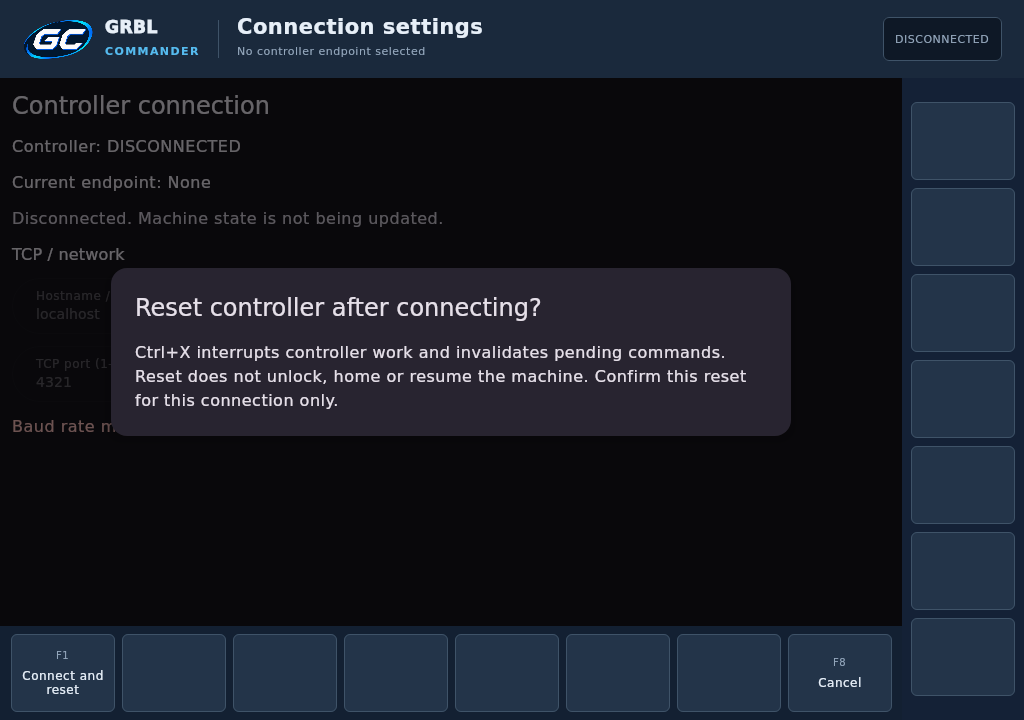 GC
GRBL
COMMANDER
Connection settings
No controller endpoint selected
DISCONNECTED
Controller connection
Controller: DISCONNECTED
Current endpoint: None
Disconnected. Machine state is not being updated.
TCP / network
Hostname /
localhost
TCP port (1-
4321
Baud rate
Reset controller after connecting?
Ctrl+X interrupts controller work and invalidates pending commands.
Reset does not unlock, home or resume the machine. Confirm this reset
for this connection only.
F1
Connect and
reset
F8
Cancel